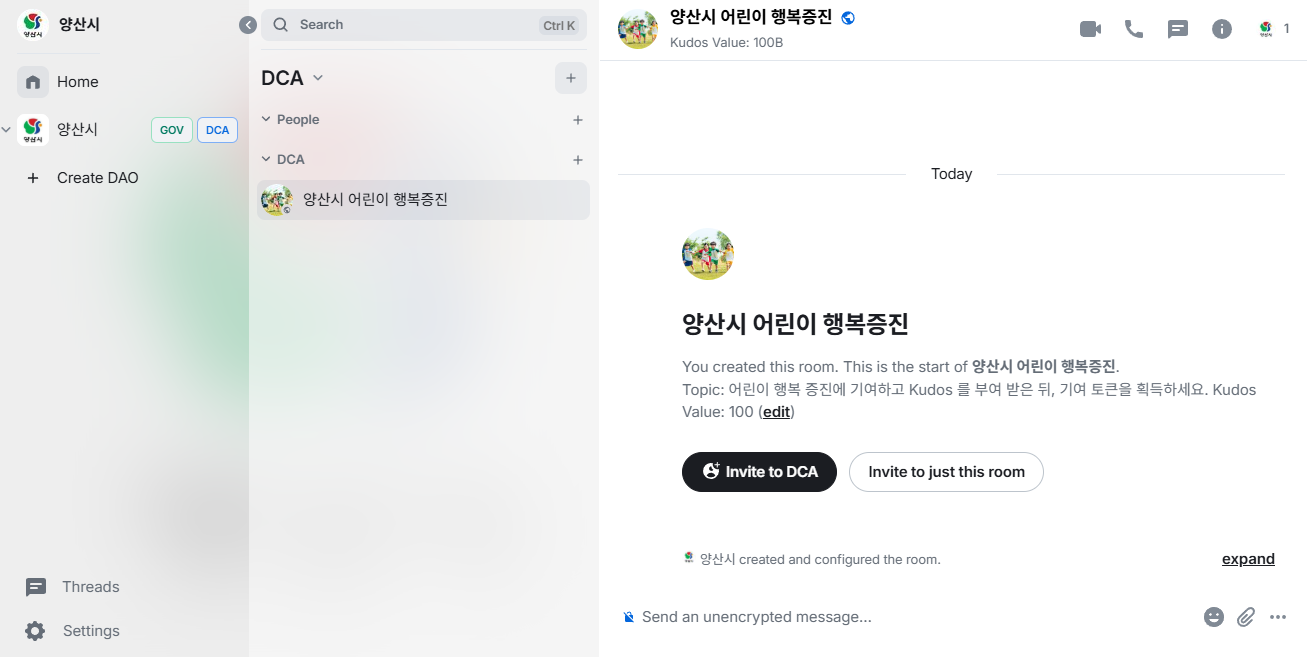 양산시
Home
양산시
GOV
DCA
Create DAO
Threads
Settings
Search
Ctrl K
DCA
People
DCA
양산시 어린이 행복증진
양산시 어린이 행복증진
Kudos Value: 100B
1
Today
양산시 어린이 행복증진
You created this room. This is the start of 양산시 어린이 행복증진.
Topic: 어린이 행복 증진에 기여하고 Kudos 를 부여 받은 뒤, 기여 토큰을 획득하세요. Kudos
Value: 100 (edit)
Invite to DCA
Invite to just this room
양산시 created and configured the room.
expand
Send an unencrypted message…